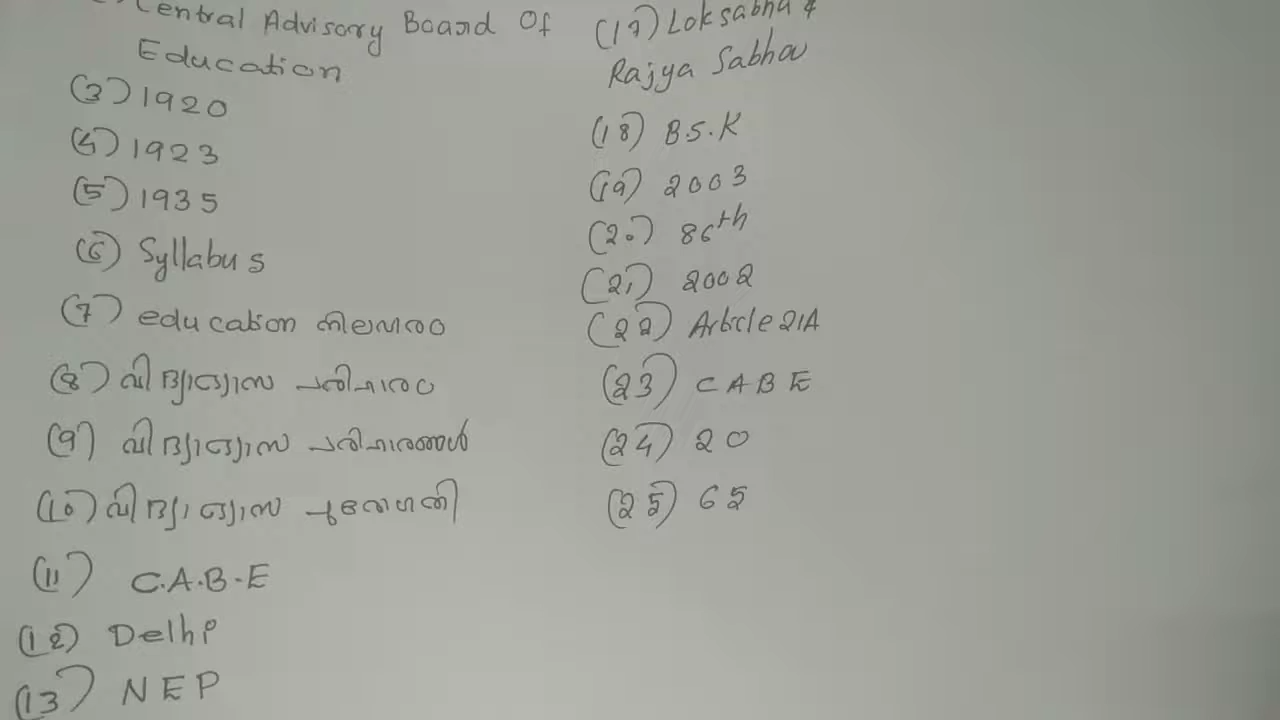 Central Advisory Board Of
Education
(3) 1920
(4) 1923
(5) 1935
(6) Syllabus
(7) education നിലവാരം
(8) വിദ്യാഭ്യാസ പരിഹാരം
(9) വിദ്യാഭ്യാസ പരിഹാരങ്ങൾ
(10) വിദ്യാഭ്യാസ പുരോഗതി
(11) C.A.B.E
(12) Delhi
(13) NEP
(17) Loksabha &
Rajya Sabha
(18) B.S.K
(19) 2003
(20) 86th
(21) 2002
(22) Article 21A
(23) CABE
(24) 20
(25) 65